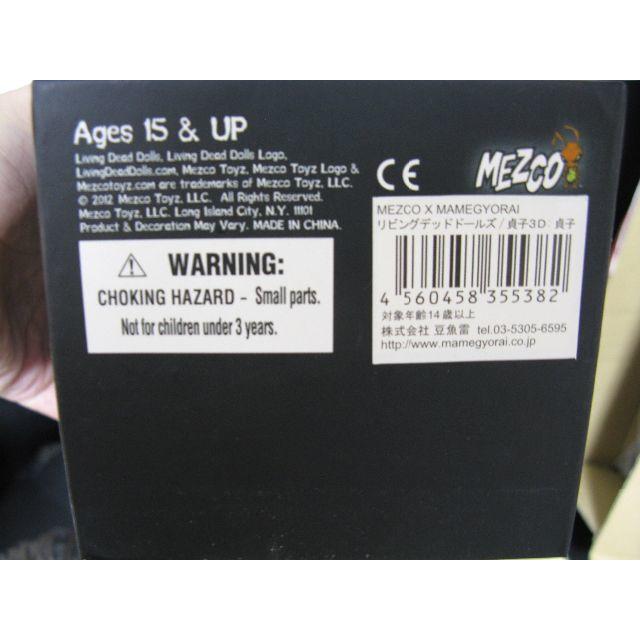 Ages 15 & UP
Living Dead Dolls, Living Dead Dolls Logo,
LivingDeadDolls.com, Mezco Toyz, Mezco Toyz Logo &
Mezcotoyz.com are trademarks of Mezco Toyz, LLC.
© 2012 Mezco Toyz, LLC. All Rights Reserved.
Mezco Toyz, LLC. Long Island City, N.Y. 11101
Product & Decoration May Vary. MADE IN CHINA.
CE
MEZCO
WARNING:
CHOKING HAZARD - Small parts.
Not for children under 3 years.
MEZCO X MAMEGYORAI
リビングデッドドールズ/貞子3D:貞子
4 560458 355382
対象年齢14歳以上
株式会社 豆魚雷 tel.03-5305-6595
http://www.mamegyorai.co.jp